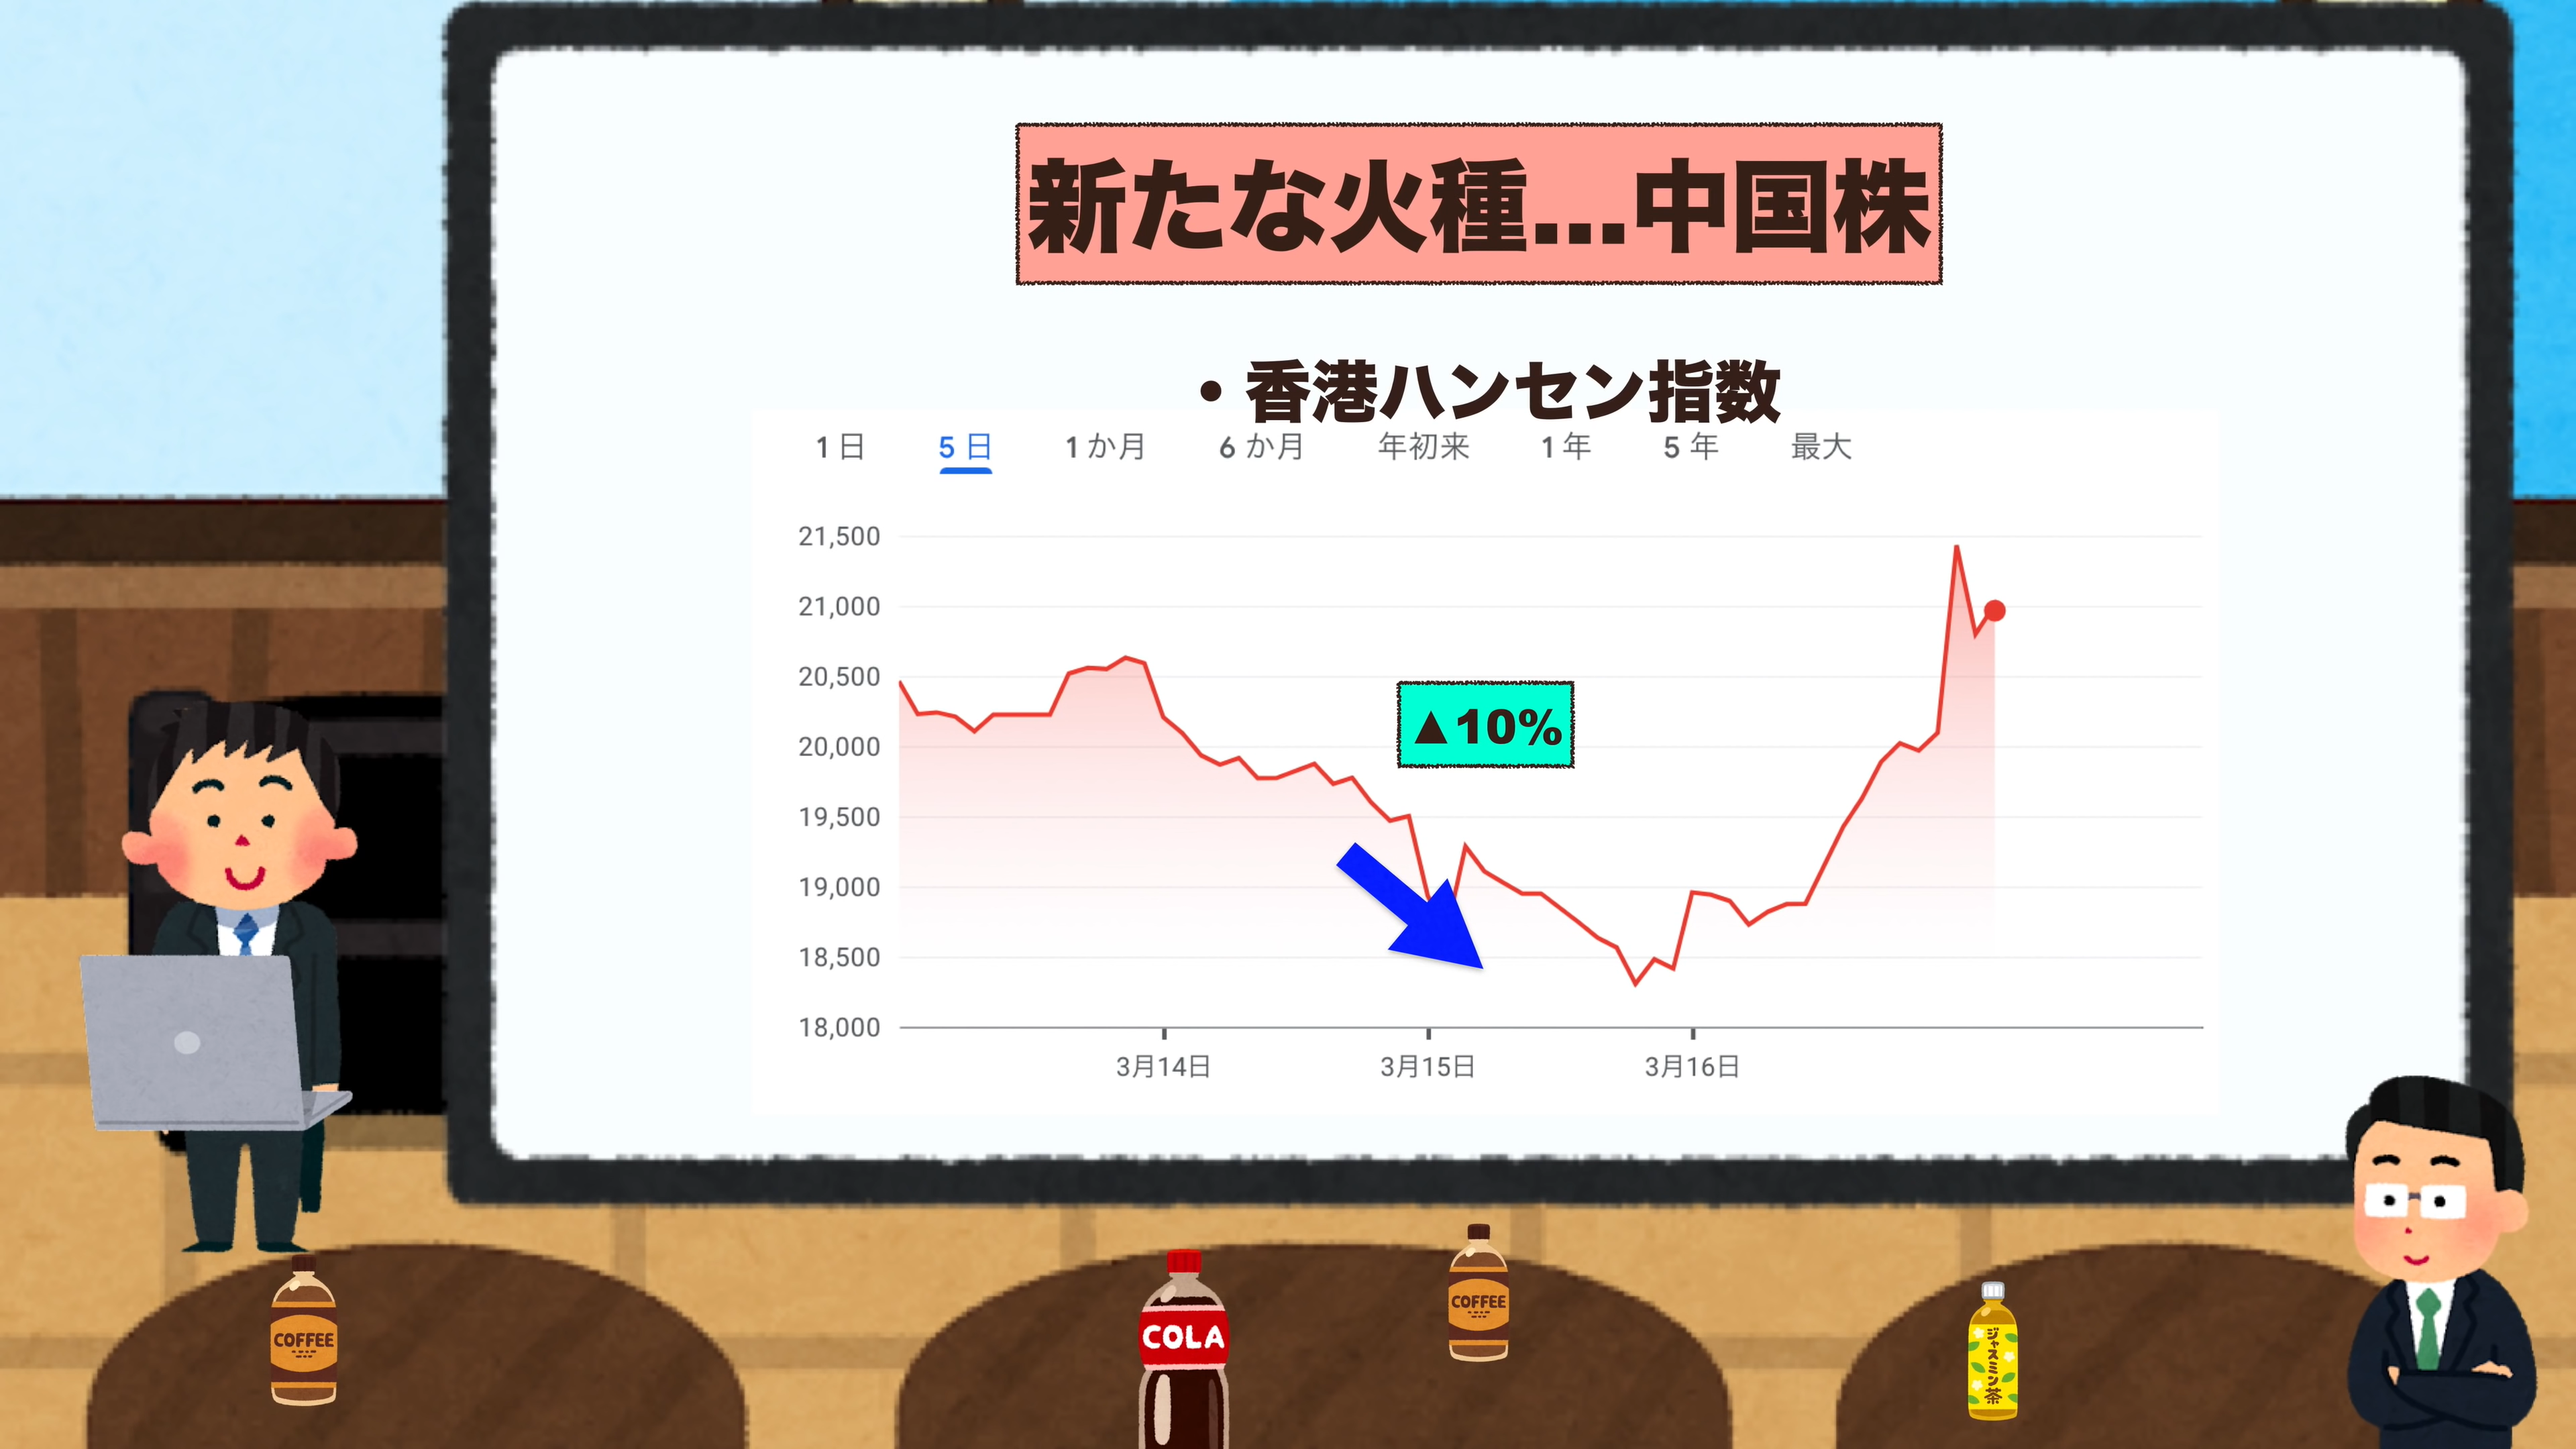 新たな火種...中国株
・香港ハンセン指数
1日 5日 1か月 6か月 年初来 1年 5年 最大
21,500
21,000
20,500
▲10%
20,000
19,500
19,000
18,500
18,000
3月14日 3月15日 3月16日
COFFEE
COLA
COFFEE
ジャスミン茶